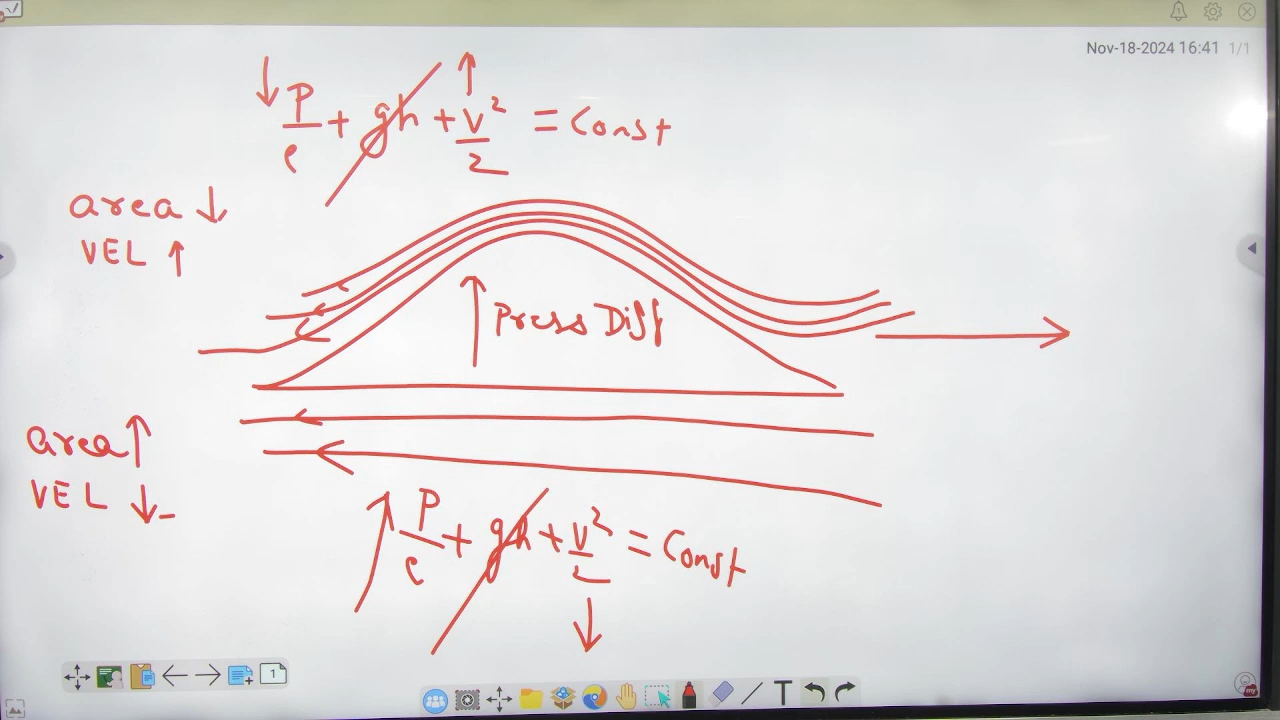 Nov-18-2024 16:41 1/1
↓ P/ρ + gh + ↑ v²/2 = Const
area ↓
VEL ↑
↑ Press Diff
area ↑
VEL ↓
↑ P/ρ + gh + v²/2 ↓ = Const
1
T
my